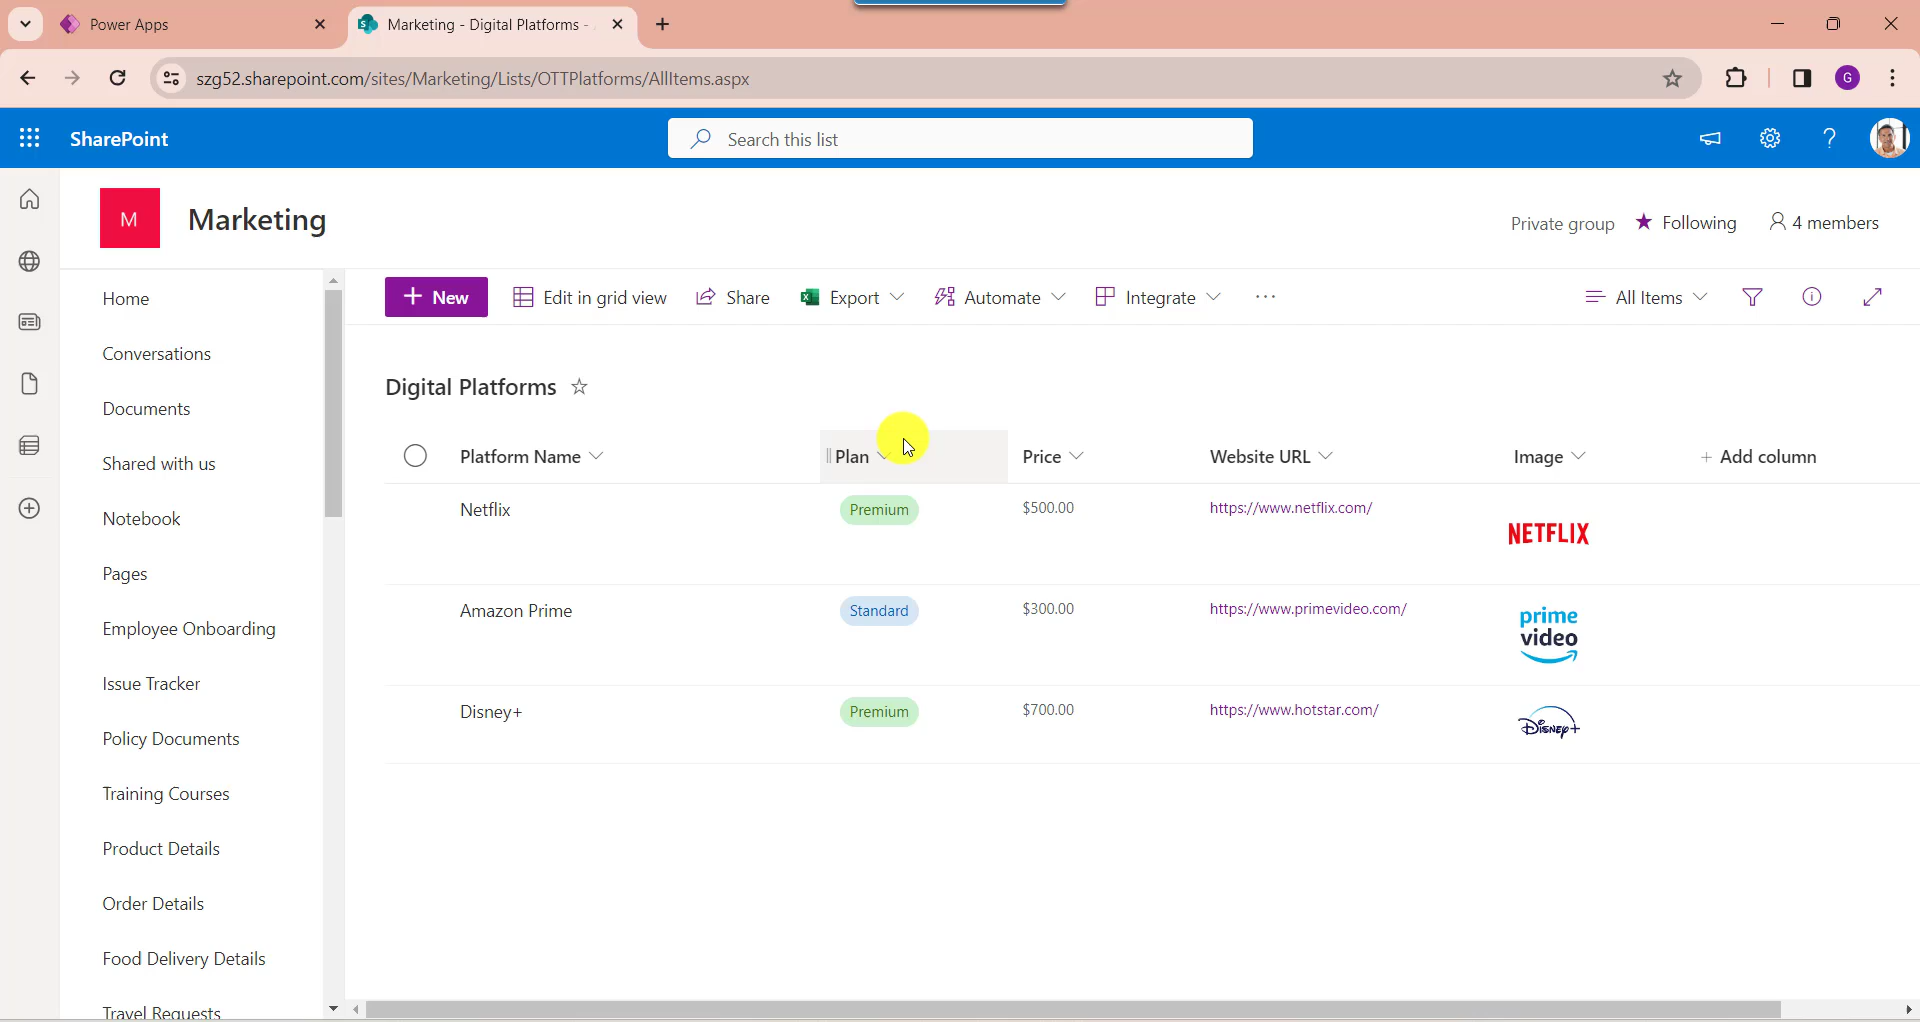 Power Apps
Marketing - Digital Platforms -
szg52.sharepoint.com/sites/Marketing/Lists/OTTPlatforms/AllItems.aspx
G
SharePoint
Search this list
M
Marketing
Private group
Following
4 members
Home
Conversations
Documents
Shared with us
Notebook
Pages
Employee Onboarding
Issue Tracker
Policy Documents
Training Courses
Product Details
Order Details
Food Delivery Details
Travel Requests
+ New
Edit in grid view
Share
Export
Automate
Integrate
...
All Items
Digital Platforms
Platform Name
Plan
Price
Website URL
Image
+ Add column
Netflix
Premium
$500.00
https://www.netflix.com/
NETFLIX
Amazon Prime
Standard
$300.00
https://www.primevideo.com/
prime
video
Disney+
Premium
$700.00
https://www.hotstar.com/
Disney+